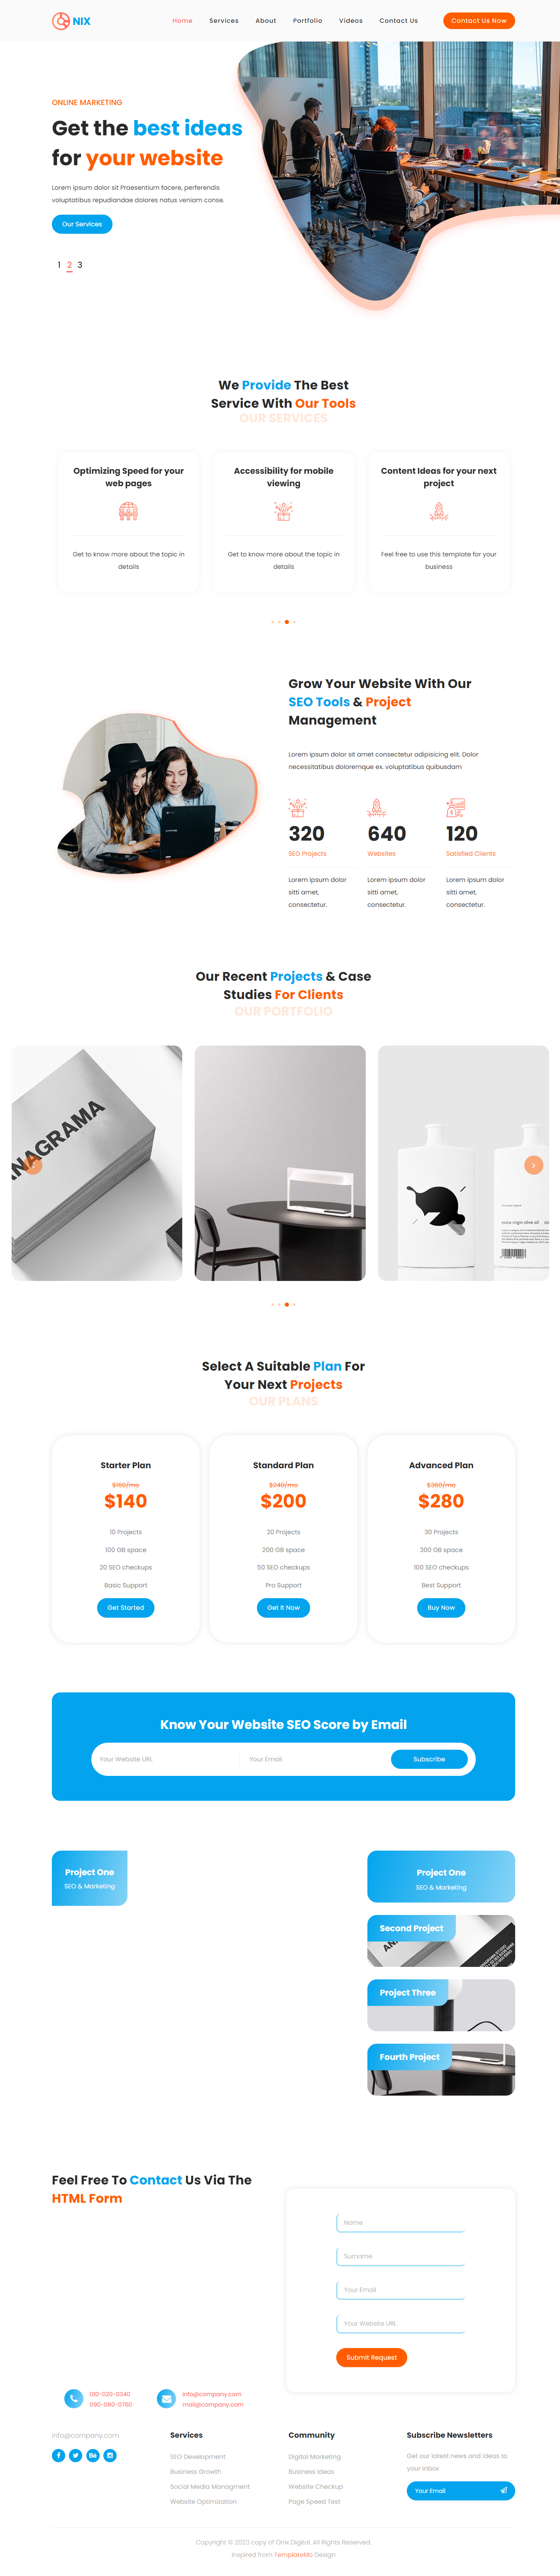 NIX
Home Services About Portfolio Videos Contact Us Contact Us Now
ONLINE MARKETING
Get the best ideas
for your website
Lorem ipsum dolor sit Praesentium facere, perferendis
voluptatibus repudiandae dolores natus veniam conse.
Our Services
1 2 3
We Provide The Best
Service With Our Tools
OUR SERVICES
Optimizing Speed for your
web pages
Get to know more about the topic in
details
Accessibility for mobile
viewing
Get to know more about the topic in
details
Content Ideas for your next
project
Feel free to use this template for your
business
Grow Your Website With Our
SEO Tools & Project
Management
Lorem ipsum dolor sit amet consectetur adipisicing elit. Dolor
necessitatibus doloremque ex. voluptatibus quibusdam
320
SEO Projects
Lorem ipsum dolor
sitti amet,
consectetur.
640
Websites
Lorem ipsum dolor
sitti amet,
consectetur.
120
Satisfied Clients
Lorem ipsum dolor
sitti amet,
consectetur.
Our Recent Projects & Case
Studies For Clients
OUR PORTFOLIO
NAGRAMA
extra virgin olive oil
Select A Suitable Plan For
Your Next Projects
OUR PLANS
Starter Plan
$160/mo
$140
10 Projects
100 GB space
20 SEO checkups
Basic Support
Get Started
Standard Plan
$240/mo
$200
20 Projects
200 GB space
50 SEO checkups
Pro Support
Get It Now
Advanced Plan
$360/mo
$280
30 Projects
300 GB space
100 SEO checkups
Best Support
Buy Now
Know Your Website SEO Score by Email
Your Website URL Your Email Subscribe
Project One
SEO & Marketing
Project One
SEO & Marketing
Second Project
Project Three
Fourth Project
Feel Free To Contact Us Via The
HTML Form
Name
Surname
Your Email
Your Website URL
Submit Request
010-020-0340
090-080-0760
info@company.com
mail@company.com
info@company.com
Bē
Services
SEO Development
Business Growth
Social Media Managment
Website Optimization
Community
Digital Marketing
Business Ideas
Website Checkup
Page Speed Test
Subscribe Newsletters
Get our latest news and ideas to
your inbox
Your Email
Copyright © 2023 copy of Onix Digital. All Rights Reserved.
Inspired from TemplateMo Design